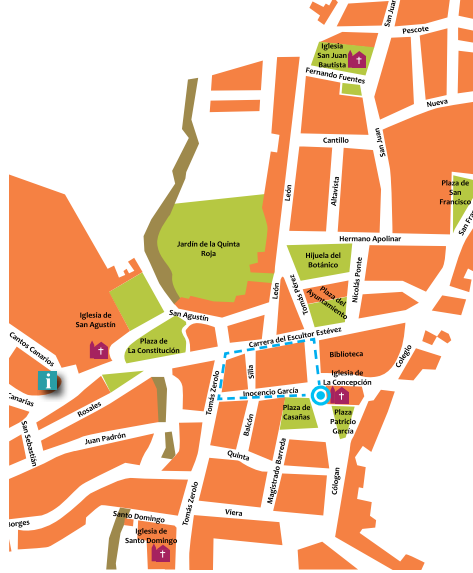 San Juan
Pescote
Iglesia
San Juan
Bautista
Fernando Fuentes
Nueva
Cantillo
San Juan
León
Altavista
Plaza de
San
Francisco
San Fra
Hermano Apolinar
Jardín de la Quinta
Roja
Hijuela del
Botánico
Nicolás Ponte
León
Tomás Pérez
Plaza del
Ayuntamiento
Iglesia de
San Agustín
San Agustín
Plaza de
La Constitución
Carrera del Escultor Estévez
Cantos Canarios
Biblioteca
Colegio
Iglesia de
La Concepción
i
Tomás Zerolo
Silla
Inocencio García
Canarias
Rosales
Plaza de
Casañas
Plaza
Patricio
García
San Sebastián
Juan Padrón
Balcón
Quinta
Magistrado Barreda
Cólogan
Tomás Zerolo
Viera
Borges
Santo Domingo
Iglesia de
Santo Domingo